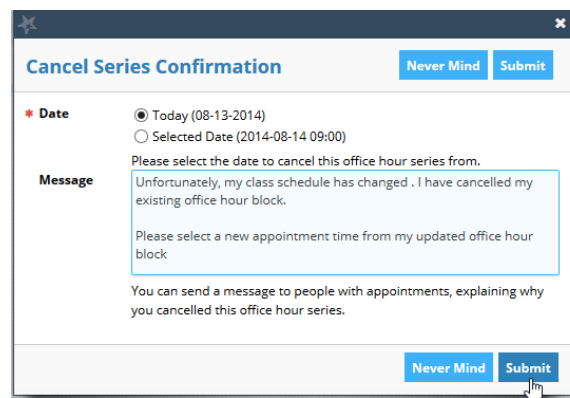 Cancel Series Confirmation
Never Mind Submit
* Date
Today (08-13-2014)
Selected Date (2014-08-14 09:00)
Please select the date to cancel this office hour series from.
Message
Unfortunately, my class schedule has changed . I have cancelled my
existing office hour block.
Please select a new appointment time from my updated office hour
block
You can send a message to people with appointments, explaining why
you cancelled this office hour series.
Never Mind Submit